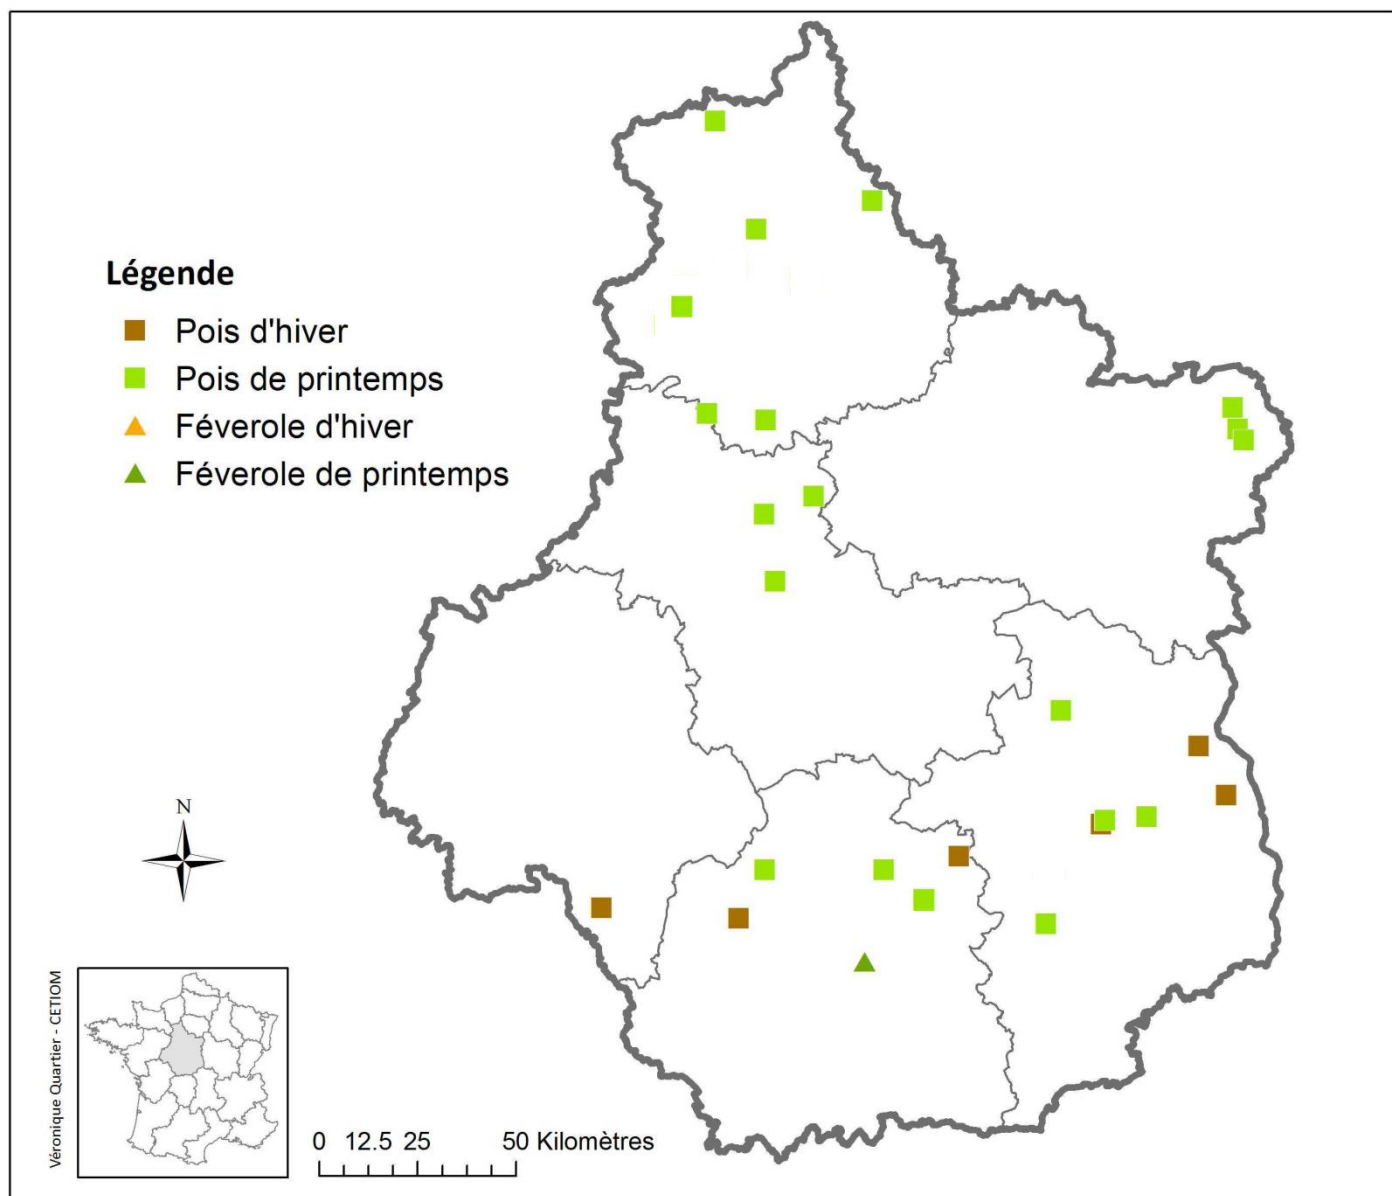 Légende
Pois d'hiver
Pois de printemps
Féverole d'hiver
Féverole de printemps
N
Véronique Quartier - CETIOM
0 12.5 25 50 Kilomètres